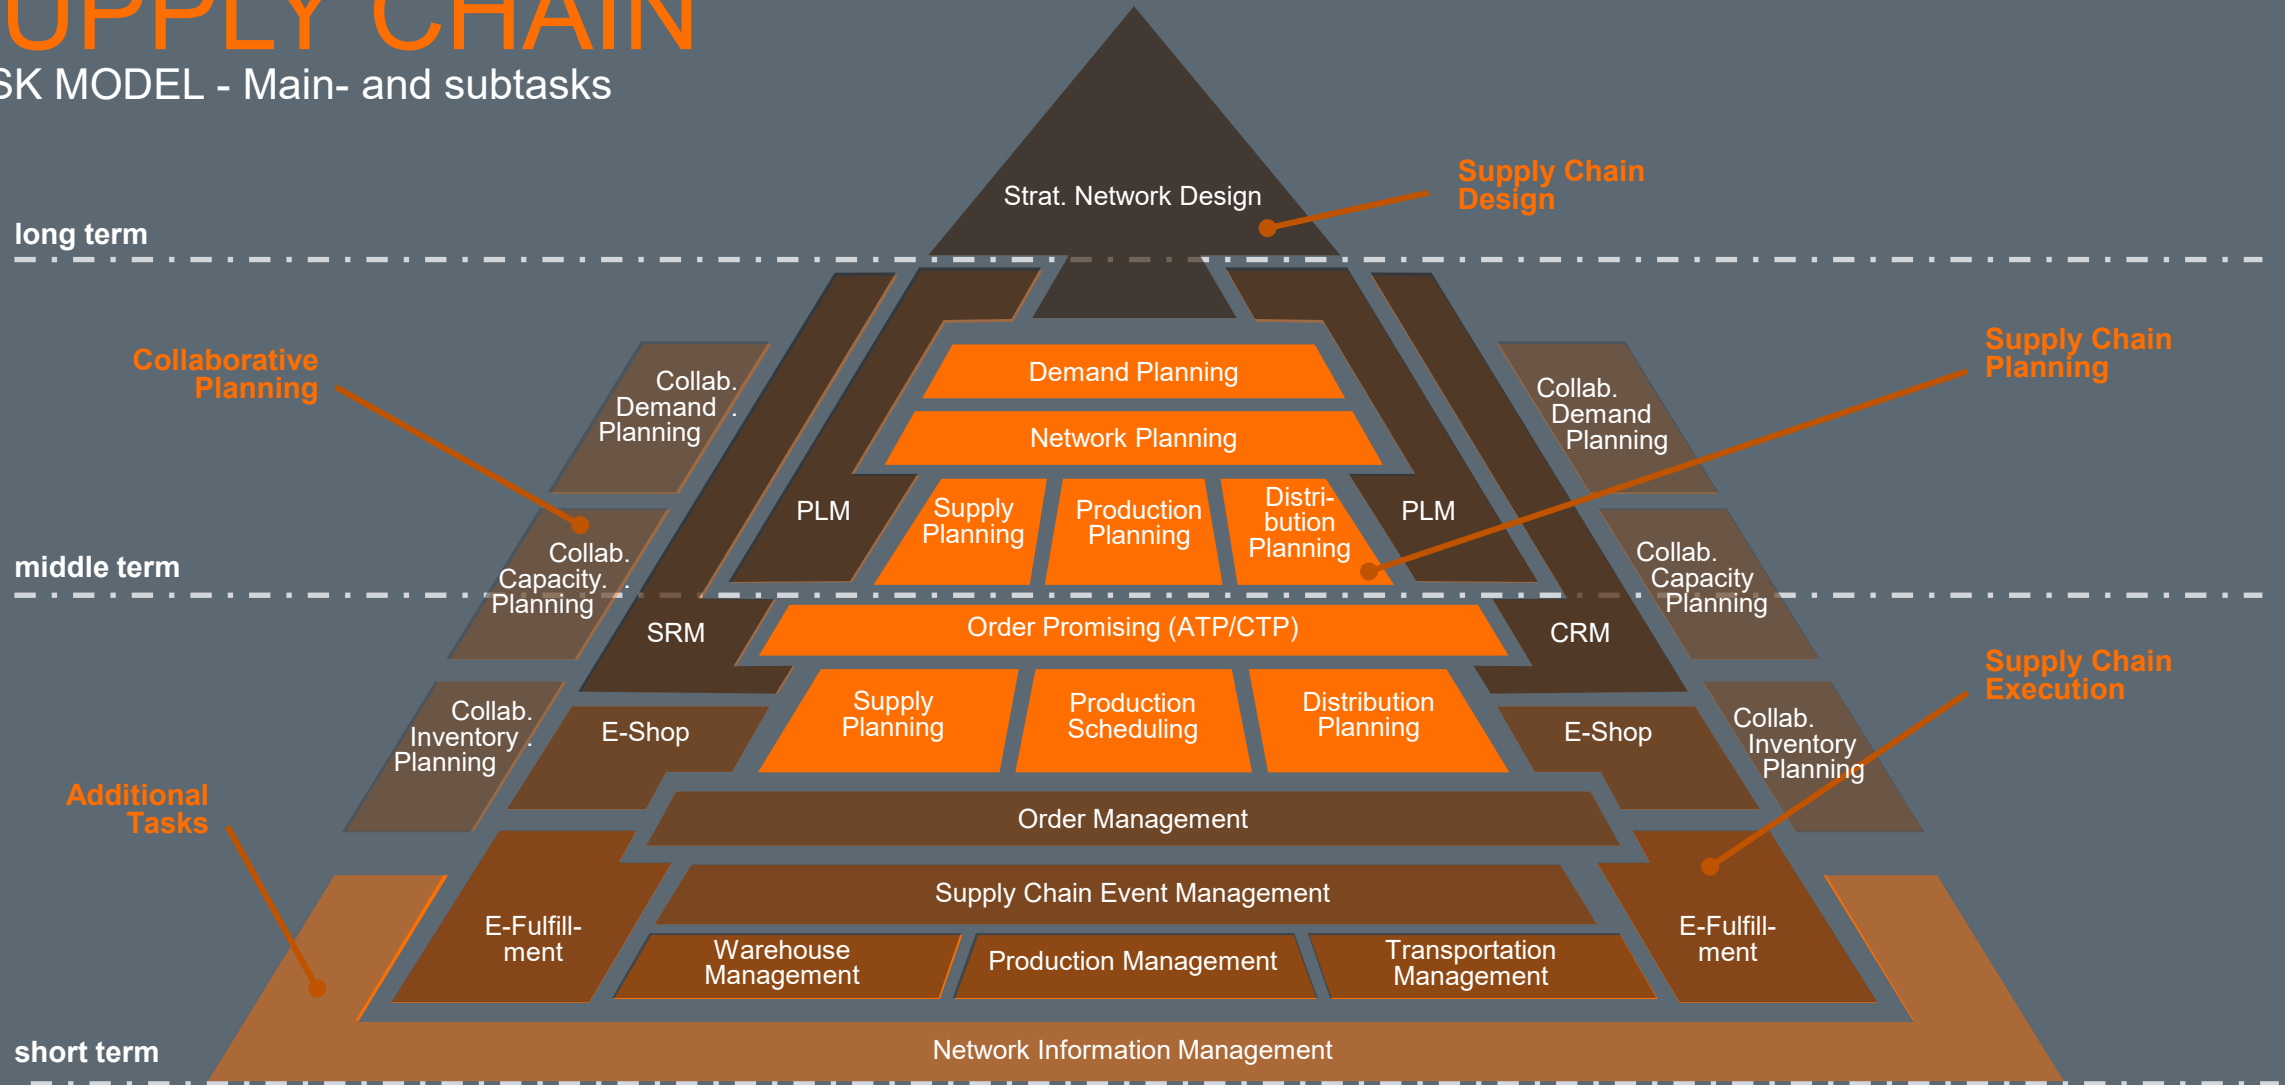 UPPLY CHAIN
SK MODEL - Main- and subtasks
Strat. Network Design
Supply Chain
Design
long term
Collaborative
Planning
Supply Chain
Planning
Collab.
Demand .
Planning
Demand Planning
Collab.
Demand
Planning
Network Planning
PLM
Supply
Planning
Production
Planning
Distri-
bution
Planning
PLM
middle term
Collab.
Capacity. .
Planning
Collab.
Capacity
Planning
SRM
Order Promising (ATP/CTP)
CRM
Supply Chain
Execution
Collab.
Inventory .
Planning
E-Shop
Supply
Planning
Production
Scheduling
Distribution
Planning
E-Shop
Collab.
Inventory
Planning
Additional
Tasks
Order Management
Supply Chain Event Management
E-Fulfill-
ment
Warehouse
Management
Production Management
Transportation
Management
E-Fulfill-
ment
short term
Network Information Management